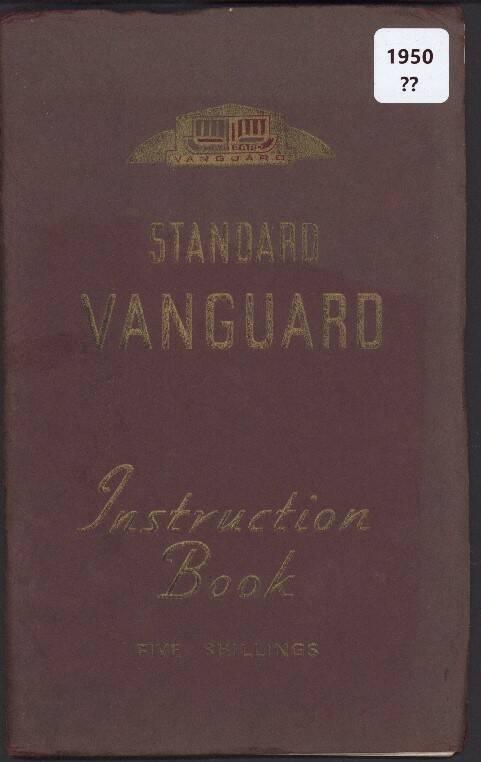 1950
??
VANGUARD
STANDARD
VANGUARD
Instruction
Book
FIVE SHILLINGS